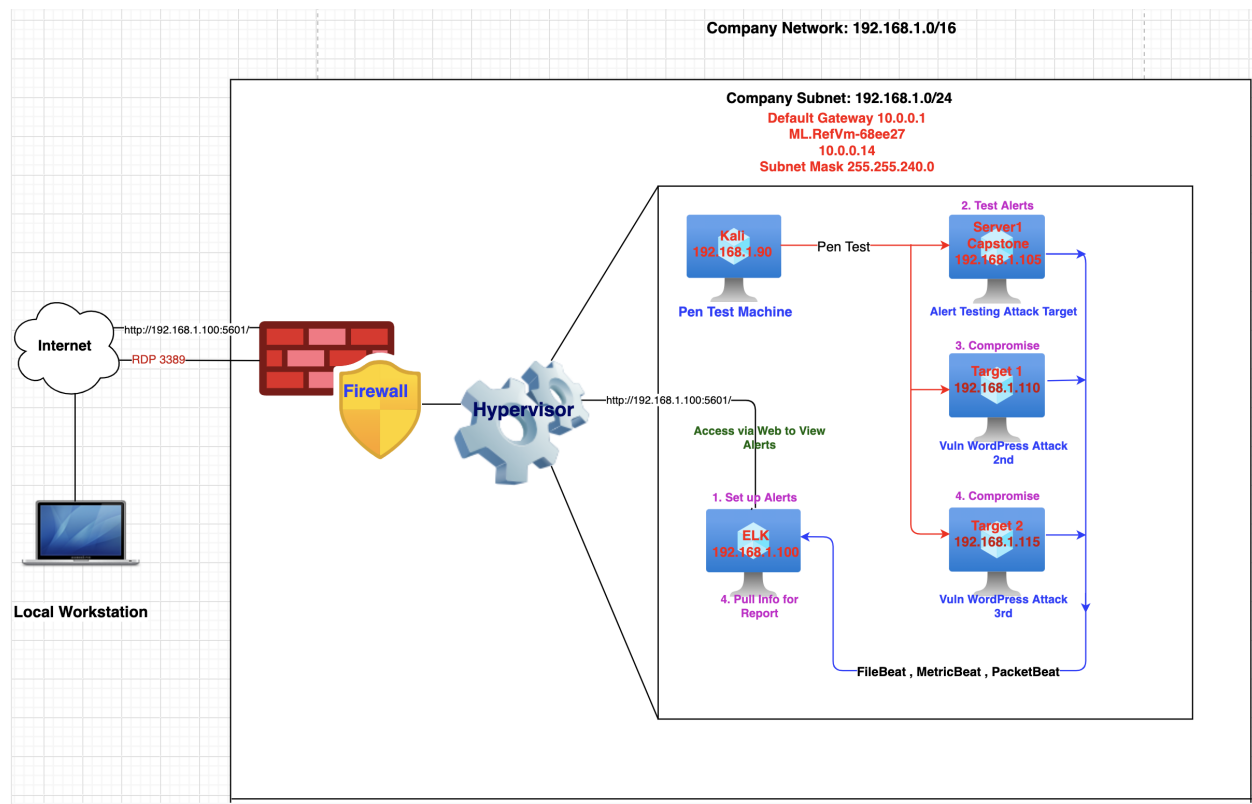 Company Network: 192.168.1.0/16
Company Subnet: 192.168.1.0/24
Default Gateway 10.0.0.1
ML.RefVm-68ee27
10.0.0.14
Subnet Mask 255.255.240.0
2. Test Alerts
Kali
192.168.1.90
Pen Test
Server1
Capstone
192.168.1.105
Pen Test Machine
Alert Testing Attack Target
Internet
http://192.168.1.100:5601/
RDP 3389
Firewall
Hypervisor
http://192.168.1.100:5601/
3. Compromise
Target 1
192.168.1.110
Access via Web to View
Alerts
Vuln WordPress Attack
2nd
1. Set up Alerts
4. Compromise
ELK
192.168.1.100
Target 2
192.168.1.115
4. Pull Info for
Report
Vuln WordPress Attack
3rd
Local Workstation
FileBeat , MetricBeat , PacketBeat